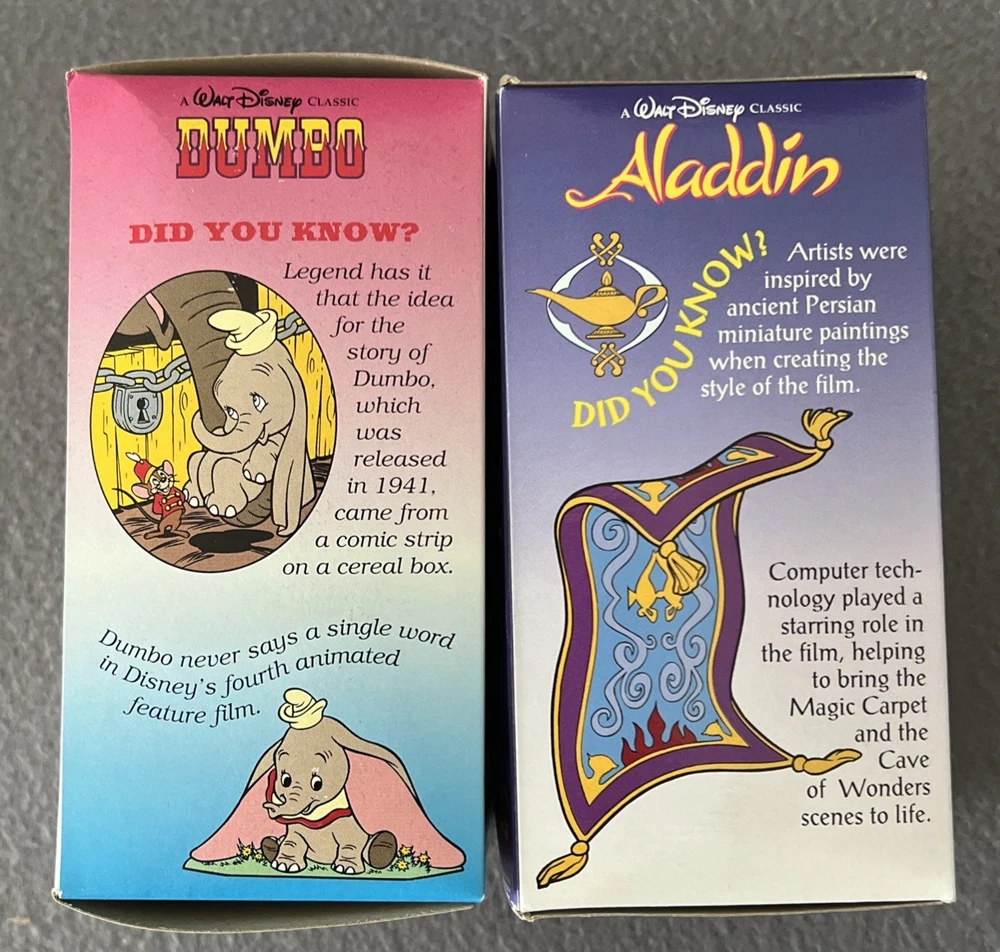 A WALT DISNEY CLASSIC
DUMBO
DID YOU KNOW?
Legend has it
that the idea
for the
story of
Dumbo,
which
was
released
in 1941,
came from
a comic strip
on a cereal box.
Dumbo never says a single word
in Disney's fourth animated
feature film.
A WALT DISNEY CLASSIC
Aladdin
DID YOU KNOW?
Artists were
inspired by
ancient Persian
miniature paintings
when creating the
style of the film.
Computer tech-
nology played a
starring role in
the film, helping
to bring the
Magic Carpet
and the
Cave
of Wonders
scenes to life.